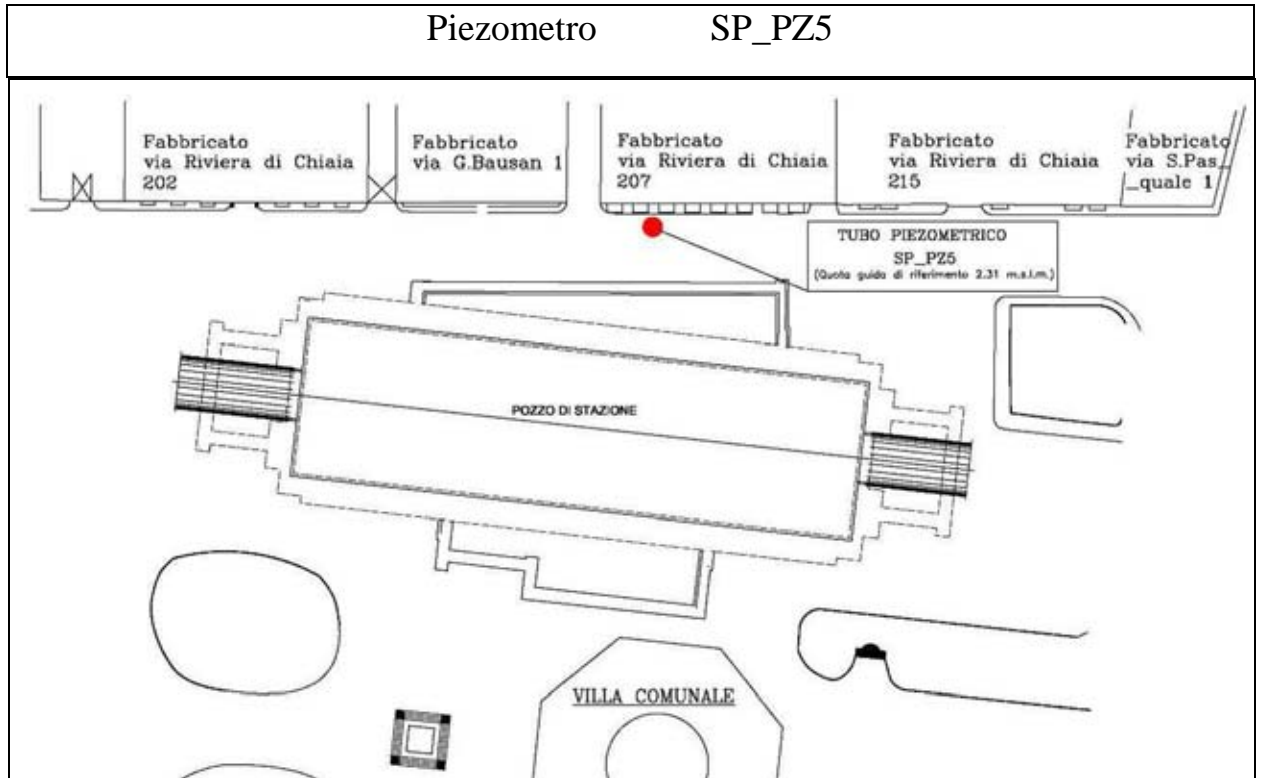 Piezometro SP_PZ5
Fabbricato
via Riviera di Chiaia
202
Fabbricato
via G.Bausan 1
Fabbricato
via Riviera di Chiaia
207
Fabbricato
via Riviera di Chiaia
215
Fabbricato
via S.Pas_
_quale 1
TUBO PIEZOMETRICO
SP_PZ5
(Quota guida di riferimento 2.31 m.s.l.m.)
POZZO DI STAZIONE
VILLA COMUNALE